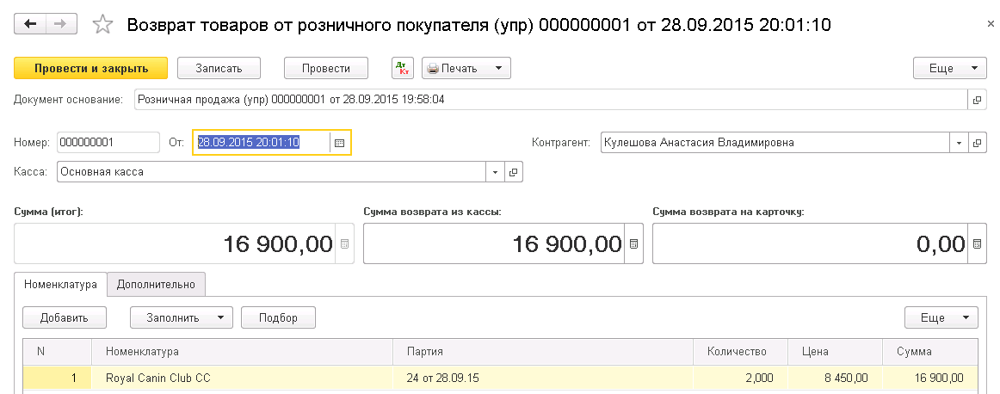 Возврат товаров от розничного покупателя (упр) 000000001 от 28.09.2015 20:01:10
Провести и закрыть Записать Провести Дт Кт Печать Еще
Документ основание: Розничная продажа (упр) 000000001 от 28.09.2015 19:58:04
Номер: 000000001 От: 28.09.2015 20:01:10 Контрагент: Кулешова Анастасия Владимировна
Касса: Основная касса
Сумма (итог): Сумма возврата из кассы: Сумма возврата на карточку:
16 900,00 16 900,00 0,00
Номенклатура Дополнительно
Добавить Заполнить Подбор Еще
N Номенклатура Партия Количество Цена Сумма
1 Royal Canin Club CC 24 от 28.09.15 2,000 8 450,00 16 900,00